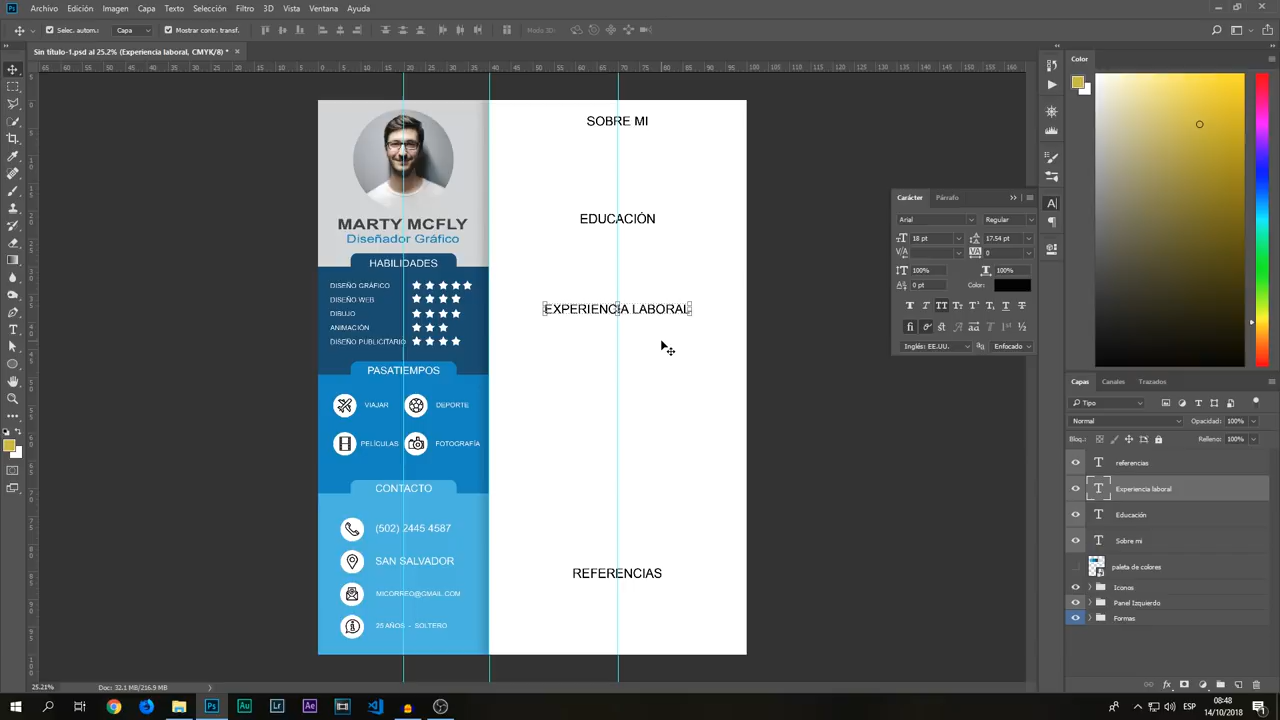 Archivo Edición Imagen Capa Texto Selección Filtro 3D Vista Ventana Ayuda
Selec. autom.: Capa Mostrar contr. transf. Modo 3D:
Sin título-1.psd al 25.2% (Experiencia laboral, CMYK/8) *
SOBRE MI
EDUCACIÓN
EXPERIENCIA LABORAL
REFERENCIAS
MARTY MCFLY
Diseñador Gráfico
HABILIDADES
DISEÑO GRÁFICO
DISEÑO WEB
DIBUJO
ANIMACIÓN
DISEÑO PUBLICITARIO
PASATIEMPOS
VIAJAR DEPORTE
PELÍCULAS FOTOGRAFÍA
CONTACTO
(502) 2445 4587
SAN SALVADOR
MICORREO@GMAIL.COM
25 AÑOS - SOLTERO
Color
Carácter Párrafo
Arial Regular
18 pt 17.54 pt
0
100% 100%
0 pt Color:
Inglés: EE.UU. Enfocado
Capas Canales Trazados
Tipo
Normal Opacidad: 100%
Bloq.: Relleno: 100%
referencias
Experiencia laboral
Educación
Sobre mi
paleta de colores
Iconos
Panel Izquierdo
Formas
25.21% Doc: 32.1 MB/216.9 MB
ESP
08:48
14/10/2018